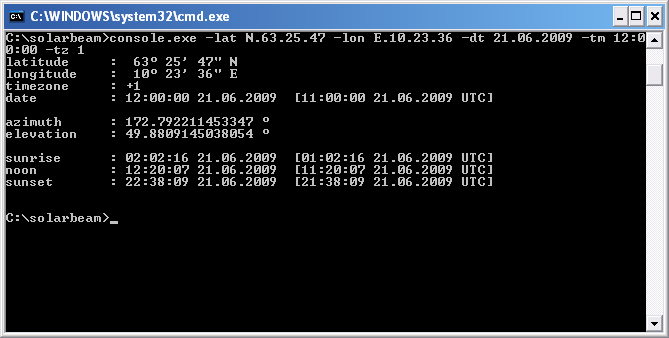 C:\WINDOWS\system32\cmd.exe
C:\solarbeam>console.exe -lat N.63.25.47 -lon E.10.23.36 -dt 21.06.2009 -tm 12:0
0:00 -tz 1
latitude : 63º 25' 47" N
longitude : 10º 23' 36" E
timezone : +1
date : 12:00:00 21.06.2009 [11:00:00 21.06.2009 UTC]
azimuth : 172.792211453347 º
elevation : 49.8809145038054 º
sunrise : 02:02:16 21.06.2009 [01:02:16 21.06.2009 UTC]
noon : 12:20:07 21.06.2009 [11:20:07 21.06.2009 UTC]
sunset : 22:38:09 21.06.2009 [21:38:09 21.06.2009 UTC]
C:\solarbeam>_